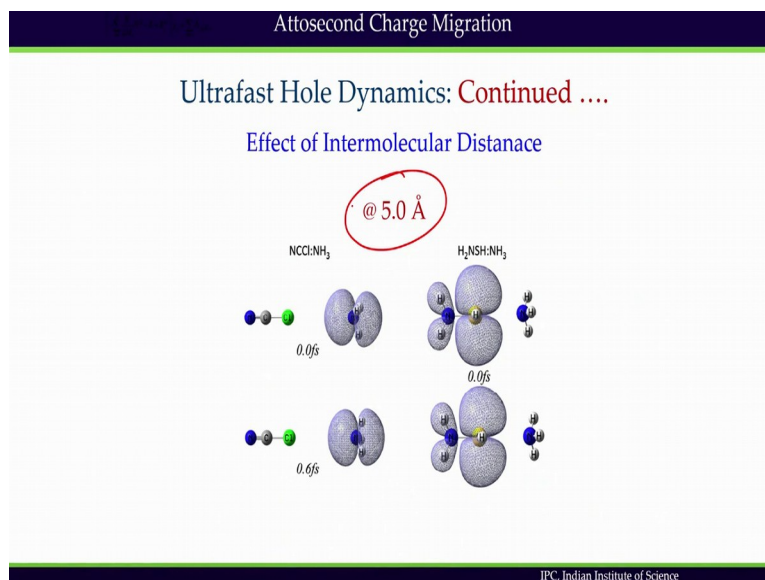 Attosecond Charge Migration
Ultrafast Hole Dynamics: Continued ....
Effect of Intermolecular Distanace
@ 5.0 Å
NCCl:NH₃
H₂NSH:NH₃
0.0fs
0.0fs
0.6fs
IPC, Indian Institute of Science